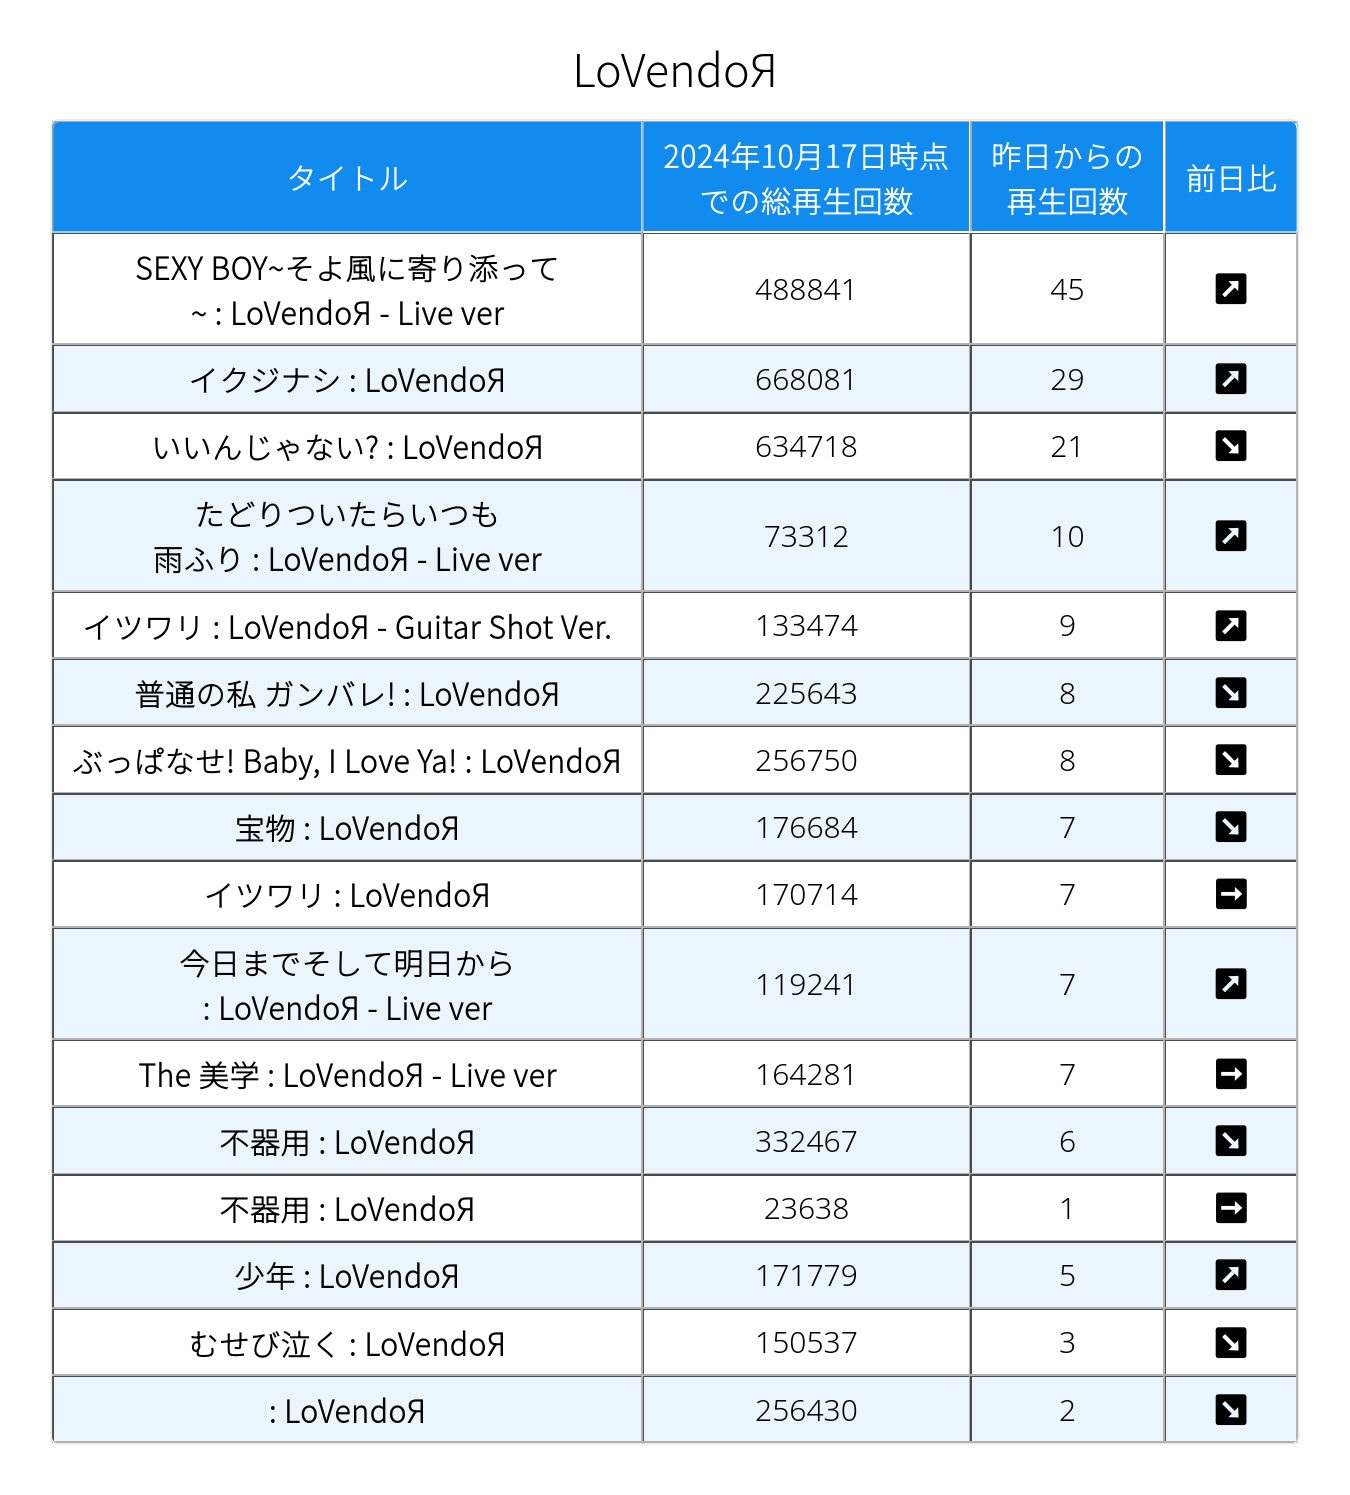 LoVendoЯ
タイトル
2024年10月17日時点
での総再生回数
昨日からの
再生回数
前日比
SEXY BOY~そよ風に寄り添って
~ : LoVendoЯ - Live ver
488841
45
イクジナシ : LoVendoЯ
668081
29
いいんじゃない? : LoVendoЯ
634718
21
たどりついたらいつも
雨ふり : LoVendoЯ - Live ver
73312
10
イツワリ : LoVendoЯ - Guitar Shot Ver.
133474
9
普通の私 ガンバレ! : LoVendoЯ
225643
8
ぶっぱなせ! Baby, I Love Ya! : LoVendoЯ
256750
8
宝物 : LoVendoЯ
176684
7
イツワリ : LoVendoЯ
170714
7
今日までそして明日から
: LoVendoЯ - Live ver
119241
7
The 美学 : LoVendoЯ - Live ver
164281
7
不器用 : LoVendoЯ
332467
6
不器用 : LoVendoЯ
23638
1
少年 : LoVendoЯ
171779
5
むせび泣く : LoVendoЯ
150537
3
: LoVendoЯ
256430
2